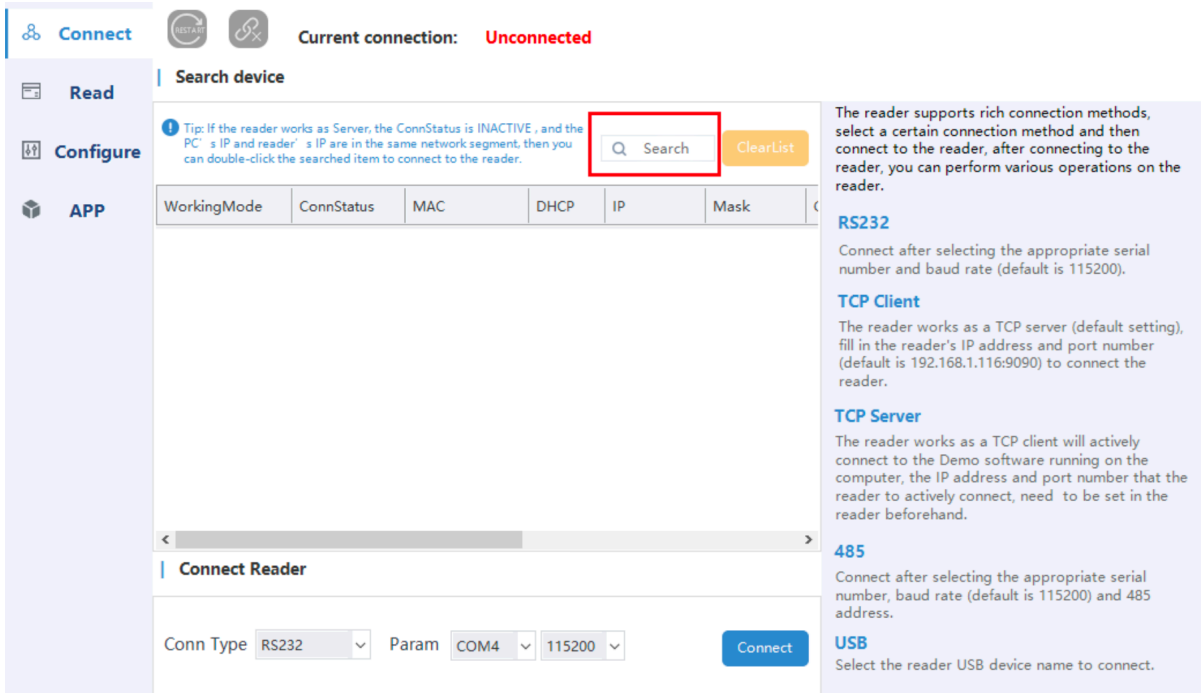 Connect
RESTART
Current connection: Unconnected
Read
Configure
APP
Search device
Tip: If the reader works as Server, the ConnStatus is INACTIVE , and the
PC’ s IP and reader’ s IP are in the same network segment, then you
can double-click the searched item to connect to the reader.
Search
ClearList
WorkingMode ConnStatus MAC DHCP IP Mask
Connect Reader
Conn Type RS232 Param COM4 115200 Connect
The reader supports rich connection methods,
select a certain connection method and then
connect to the reader, after connecting to the
reader, you can perform various operations on the
reader.
RS232
Connect after selecting the appropriate serial
number and baud rate (default is 115200).
TCP Client
The reader works as a TCP server (default setting),
fill in the reader's IP address and port number
(default is 192.168.1.116:9090) to connect the
reader.
TCP Server
The reader works as a TCP client will actively
connect to the Demo software running on the
computer, the IP address and port number that the
reader to actively connect, need to be set in the
reader beforehand.
485
Connect after selecting the appropriate serial
number, baud rate (default is 115200) and 485
address.
USB
Select the reader USB device name to connect.